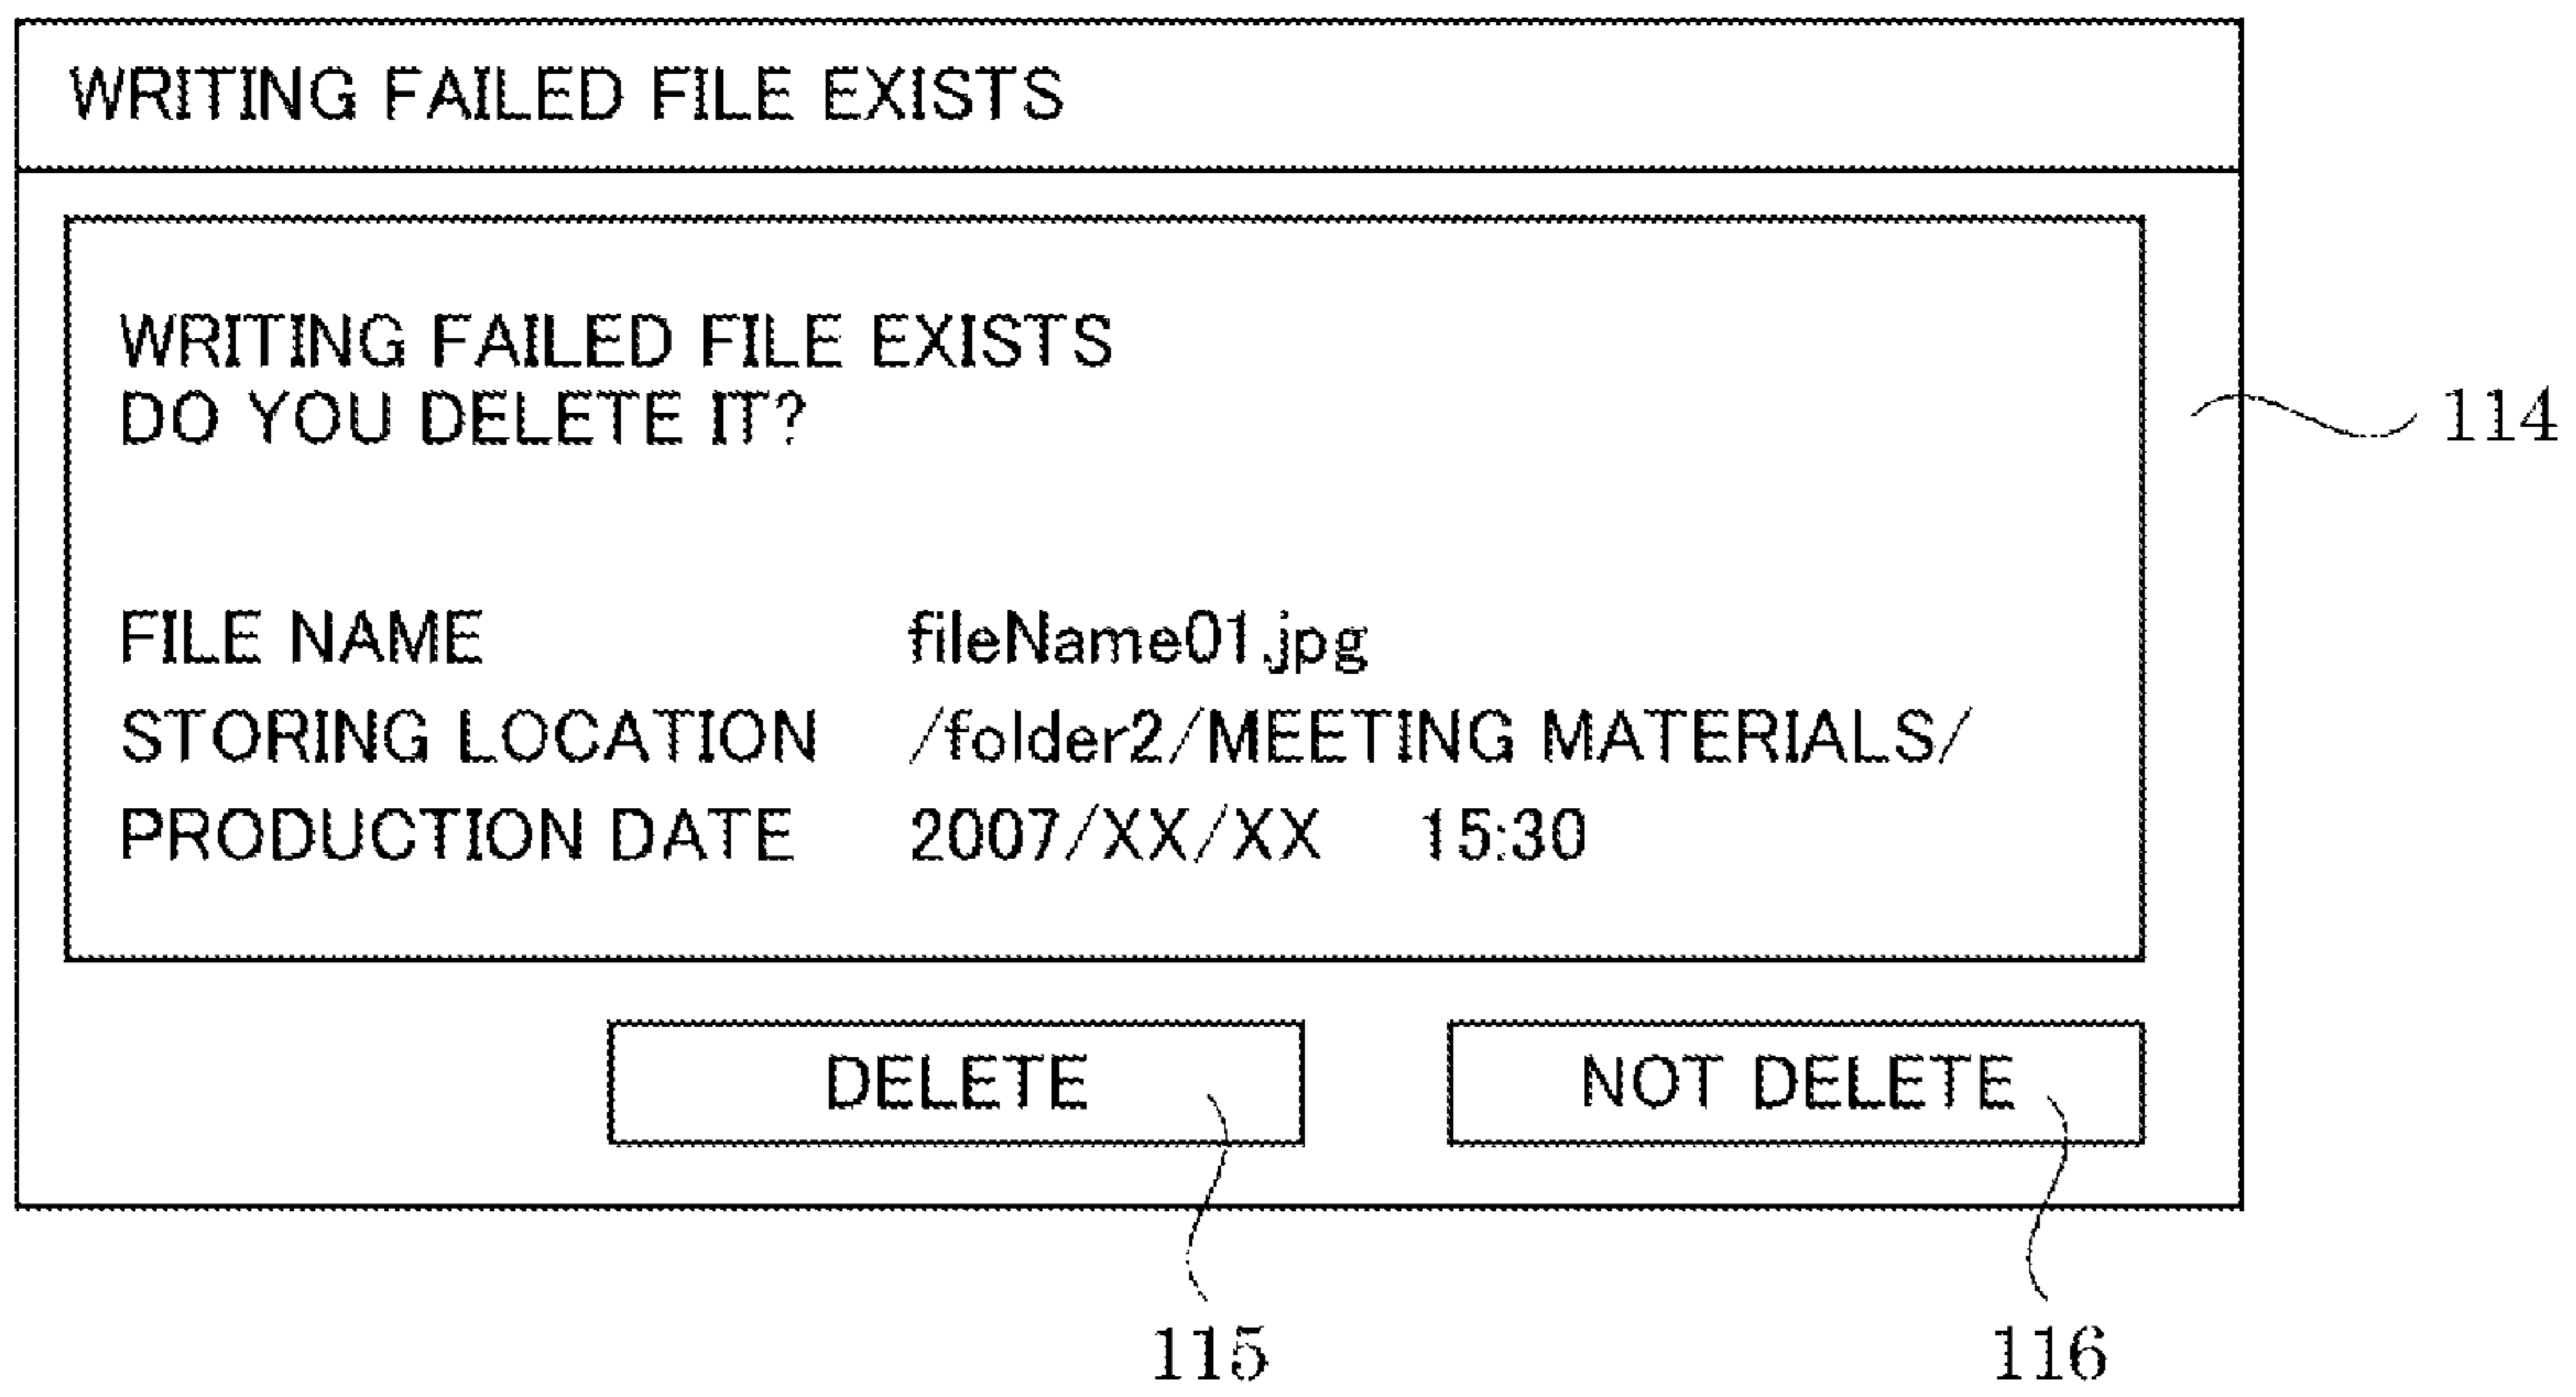 WRITING FAILED FILE EXISTS
WRITING FAILED FILE EXISTS
DO YOU DELETE IT?
114
FILE NAME fileName01.jpg
STORING LOCATION /folder2/MEETING MATERIALS/
PRODUCTION DATE 2007/XX/XX 15:30
DELETE NOT DELETE
115 116